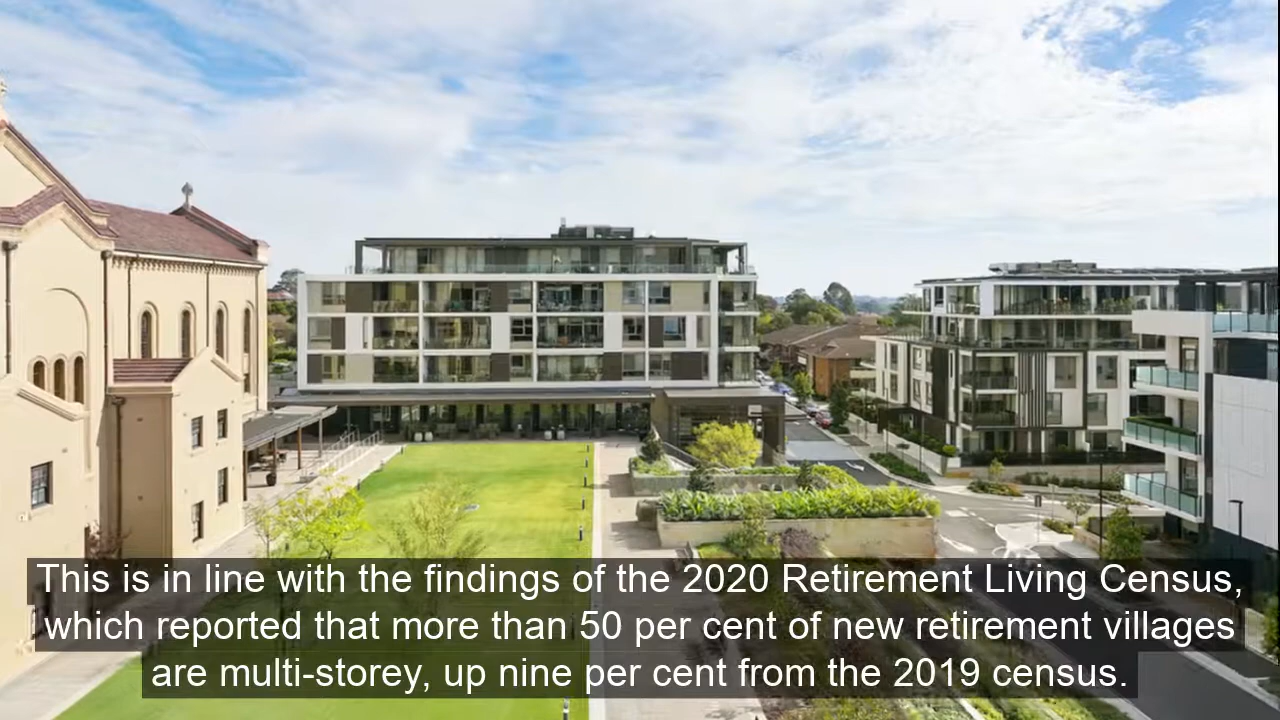 This is in line with the findings of the 2020 Retirement Living Census,
which reported that more than 50 per cent of new retirement villages
are multi-storey, up nine per cent from the 2019 census.